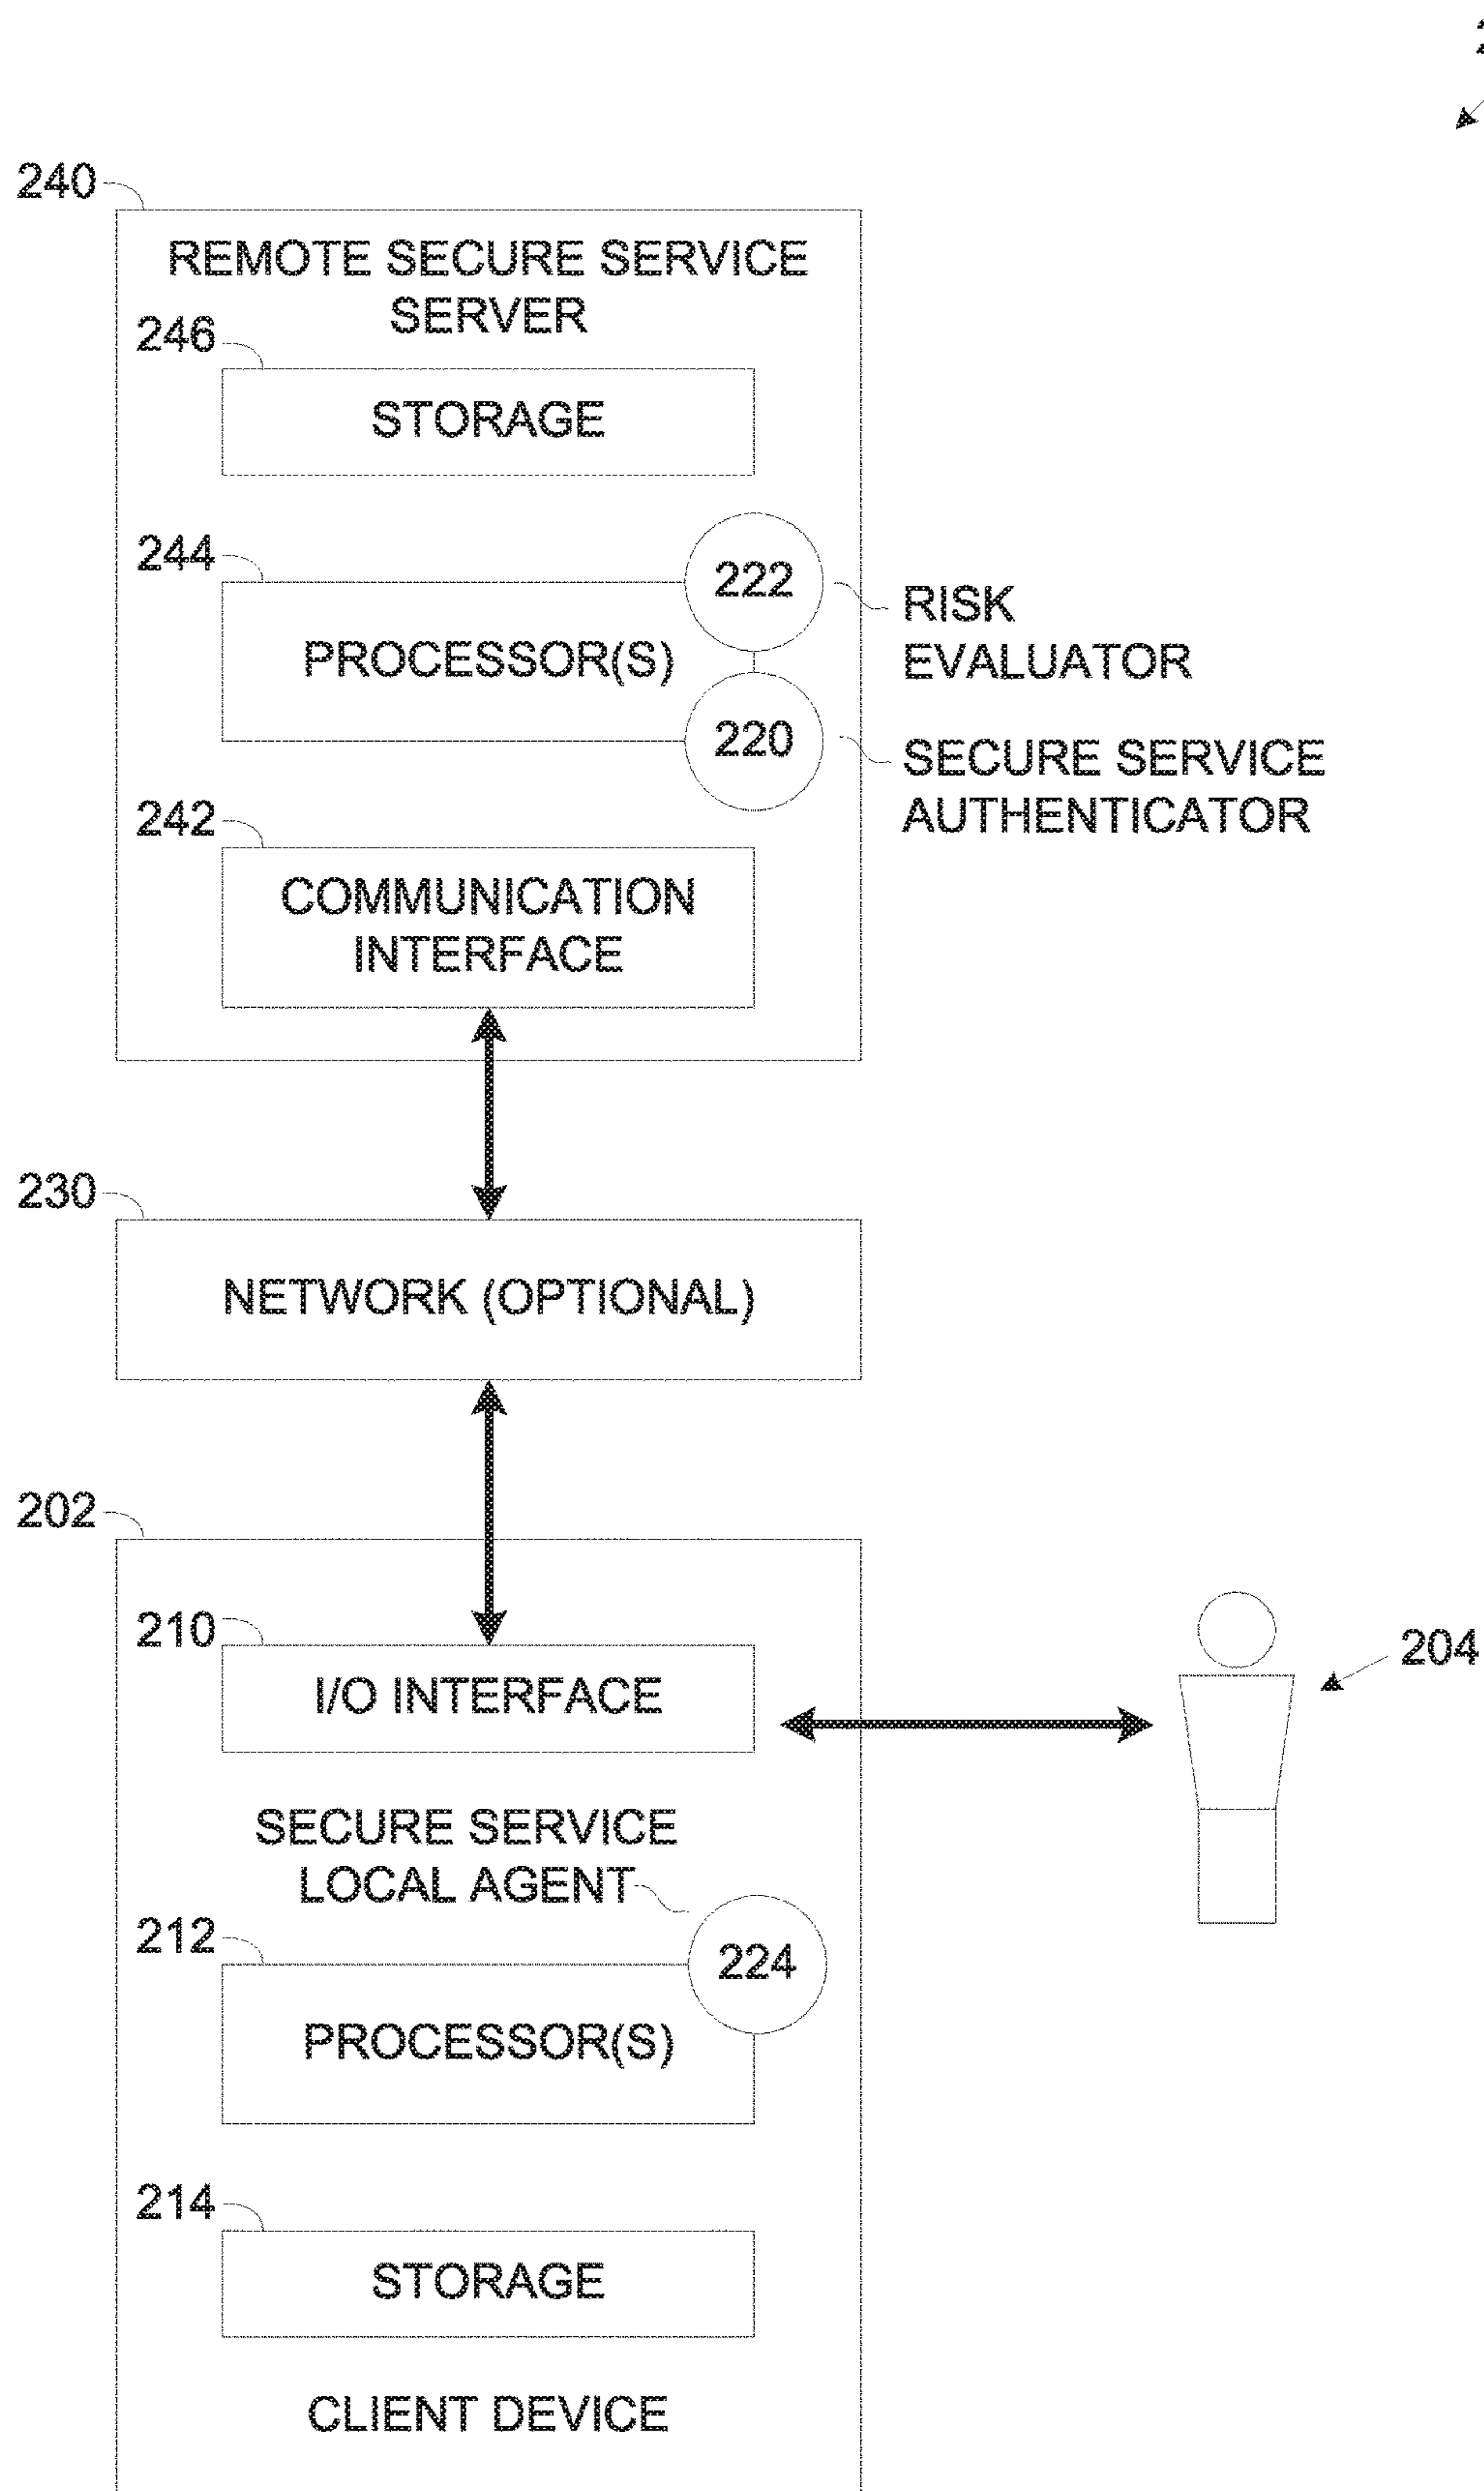 240
REMOTE SECURE SERVICE
SERVER
246
STORAGE
244
222
PROCESSOR(S)
RISK
EVALUATOR
220
SECURE SERVICE
AUTHENTICATOR
242
COMMUNICATION
INTERFACE
230
NETWORK (OPTIONAL)
202
210
I/O INTERFACE
204
SECURE SERVICE
LOCAL AGENT
212
224
PROCESSOR(S)
214
STORAGE
CLIENT DEVICE